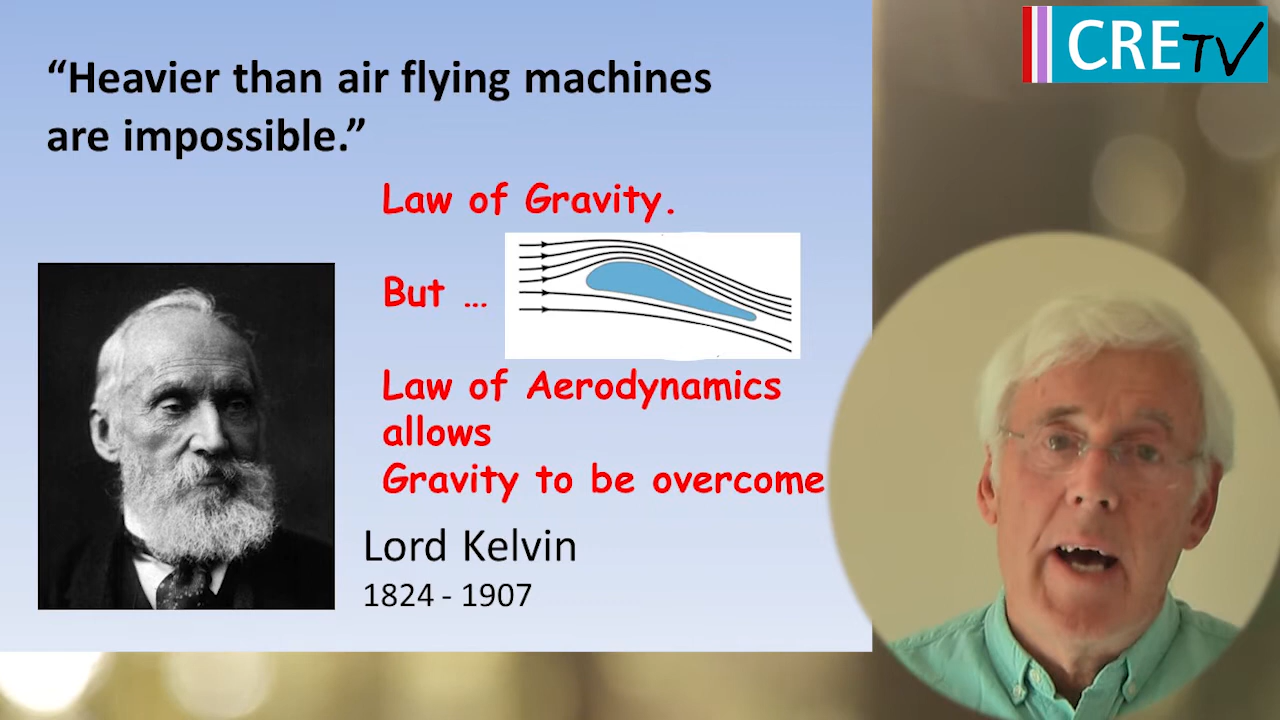 CRETV
“Heavier than air flying machines
are impossible.”
Law of Gravity.
But …
Law of Aerodynamics
allows
Gravity to be overcome
Lord Kelvin
1824 - 1907